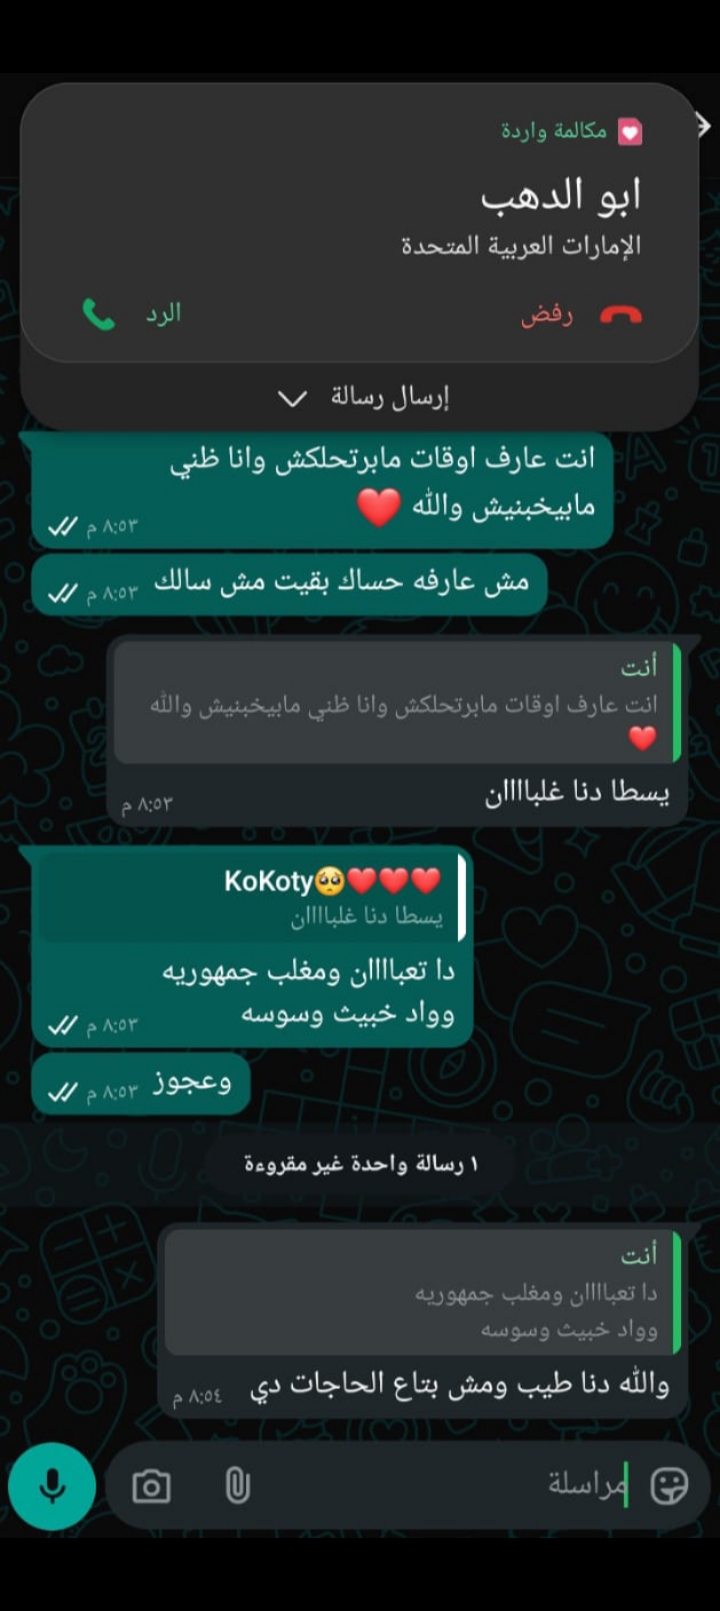 مكالمة واردة
ابو الدهب
الإمارات العربية المتحدة
رفض
الرد
إرسال رسالة
انت عارف اوقات مابرتحلكش وانا ظني
مابيخبنيش والله ❤️
٨:٥٣ م
مش عارفه حساك بقيت مش سالك
٨:٥٣ م
أنت
انت عارف اوقات مابرتحلكش وانا ظني مابيخبنيش والله
❤️
يسطا دنا غلباااان
٨:٥٣ م
KoKoty🥺❤️❤️❤️
يسطا دنا غلباااان
دا تعباااان ومغلب جمهوريه
وواد خبيث وسوسه
٨:٥٣ م
وعجوز
٨:٥٣ م
١ رسالة واحدة غير مقروءة
أنت
دا تعباااان ومغلب جمهوريه
وواد خبيث وسوسه
والله دنا طيب ومش بتاع الحاجات دي
٨:٥٤ م
مراسلة